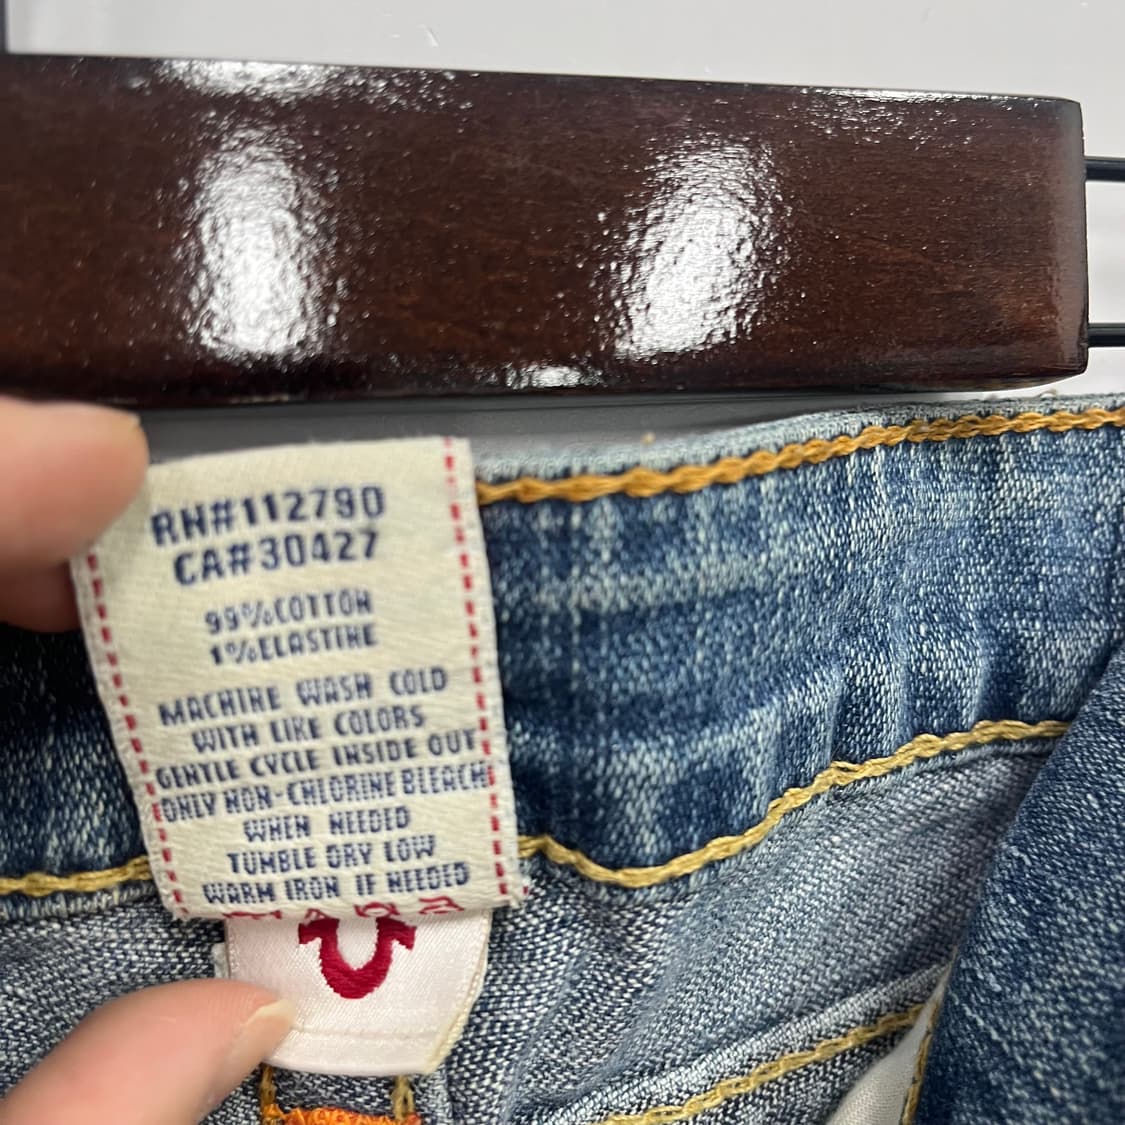 RN#112790
CA#30427
99%COTTON
1%ELASTINE
MACHINE WASH COLD
WITH LIKE COLORS
GENTLE CYCLE INSIDE OUT
ONLY NON-CHLORINE BLEACH
WHEN NEEDED
TUMBLE DRY LOW
WARM IRON IF NEEDED